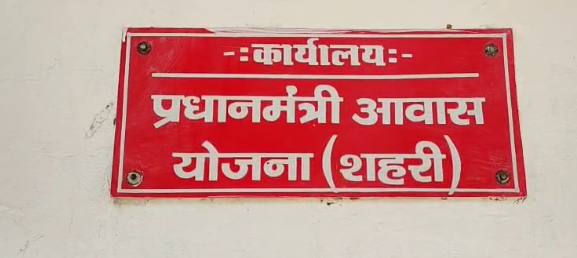 -:कार्यालय:-
प्रधानमंत्री आवास
योजना (शहरी)